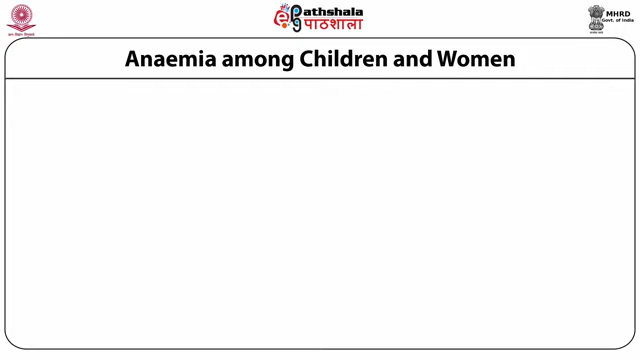 ePathshala
पाठशाला
MHRD
Govt. of India
Anaemia among Children and Women